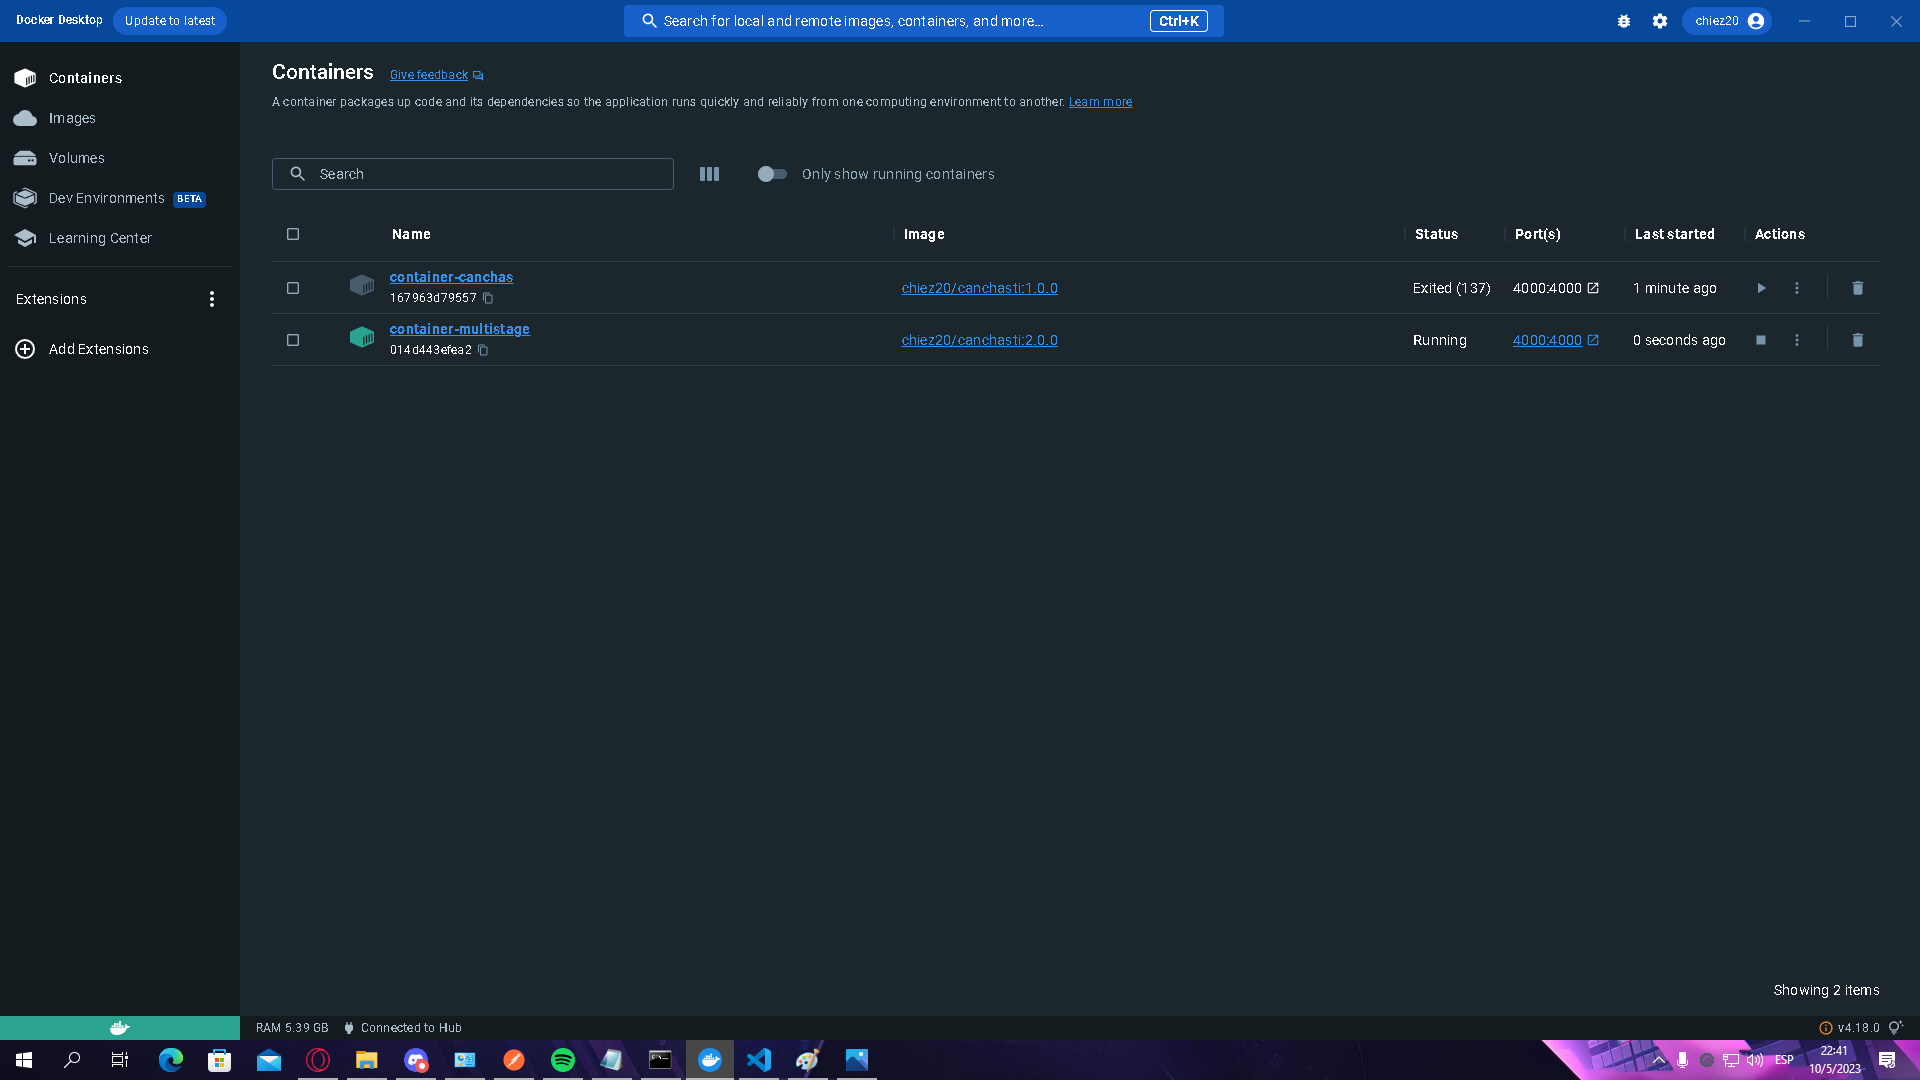 Docker Desktop Update to latest Search for local and remote images, containers, and more... Ctrl+K chiez20
Containers
Images
Volumes
Dev Environments BETA
Learning Center
Extensions
Add Extensions
Containers Give feedback
A container packages up code and its dependencies so the application runs quickly and reliably from one computing environment to another. Learn more
Search Only show running containers
Name Image Status Port(s) Last started Actions
container-canchas
167963d79557
chiez20/canchasti:1.0.0 Exited (137) 4000:4000 1 minute ago
container-multistage
014d443efea2
chiez20/canchasti:2.0.0 Running 4000:4000 0 seconds ago
Showing 2 items
RAM 5.39 GB Connected to Hub v4.18.0
ESP
22:41
10/5/2023